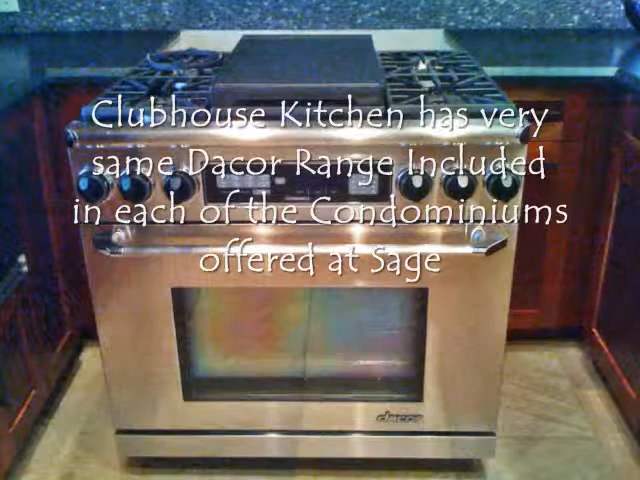 Clubhouse Kitchen has very
same Dacor Range Included
in each of the Condominiums
offered at Sage
dacor